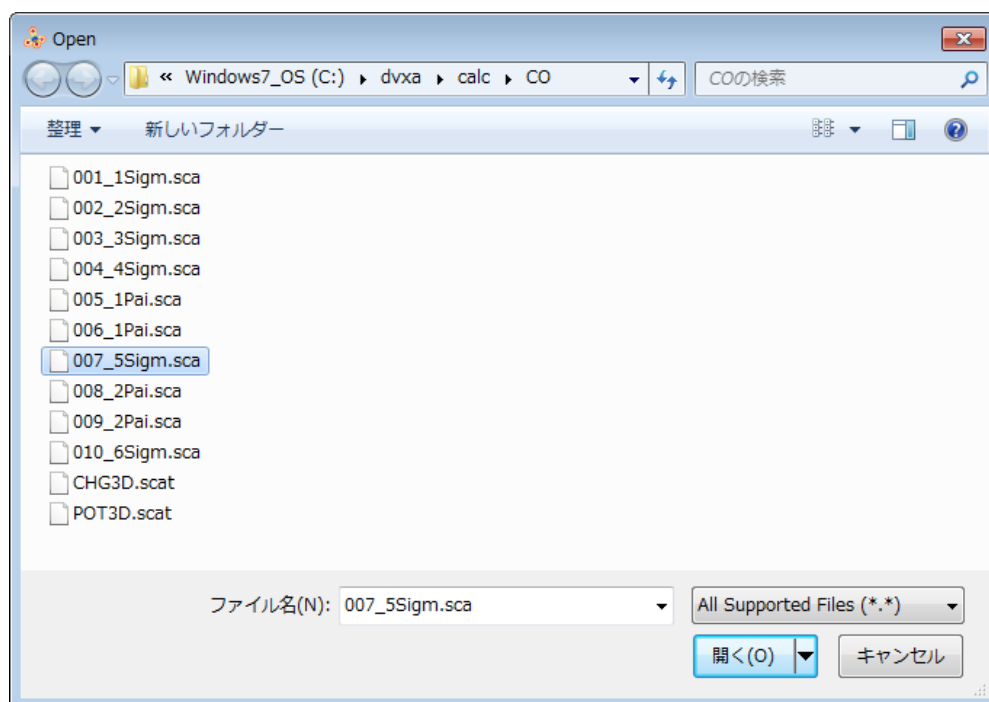 Open
« Windows7_OS (C:) ▸ dvxa ▸ calc ▸ CO
COの検索
整理 ▼ 新しいフォルダー
001_1Sigm.sca
002_2Sigm.sca
003_3Sigm.sca
004_4Sigm.sca
005_1Pai.sca
006_1Pai.sca
007_5Sigm.sca
008_2Pai.sca
009_2Pai.sca
010_6Sigm.sca
CHG3D.scat
POT3D.scat
ファイル名(N): 007_5Sigm.sca
All Supported Files (*.*)
開く(O) キャンセル